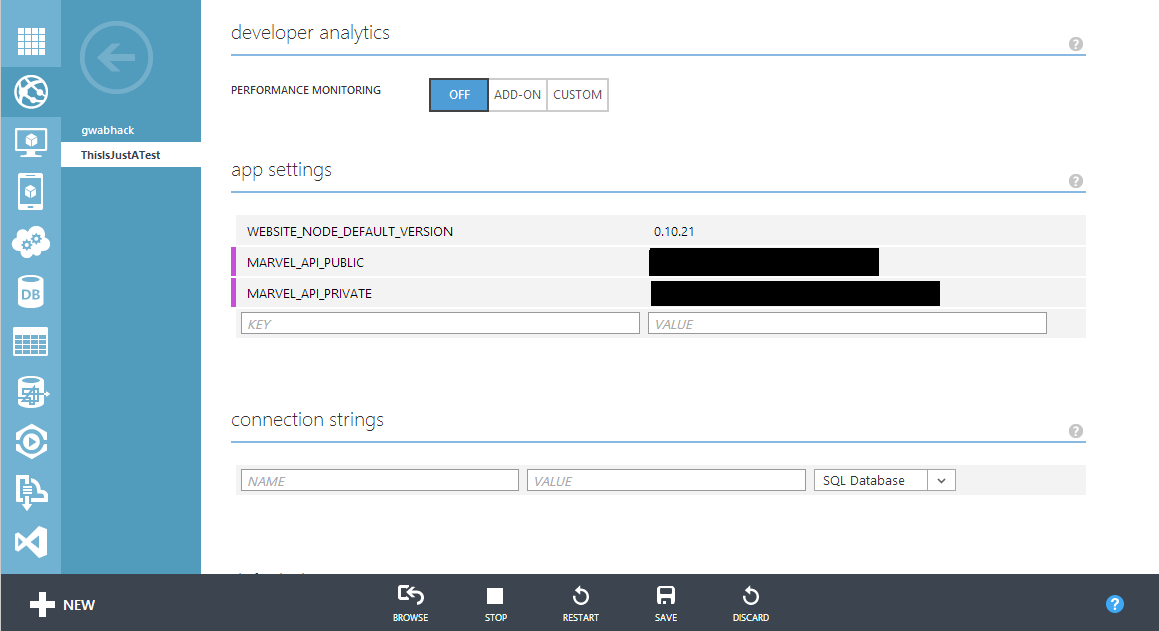 developer analytics
?
PERFORMANCE MONITORING OFF ADD-ON CUSTOM
gwabhack
ThisIsJustATest
app settings
?
WEBSITE_NODE_DEFAULT_VERSION 0.10.21
MARVEL_API_PUBLIC
MARVEL_API_PRIVATE
KEY VALUE
DB
connection strings
?
NAME VALUE SQL Database
NEW BROWSE STOP RESTART SAVE DISCARD ?